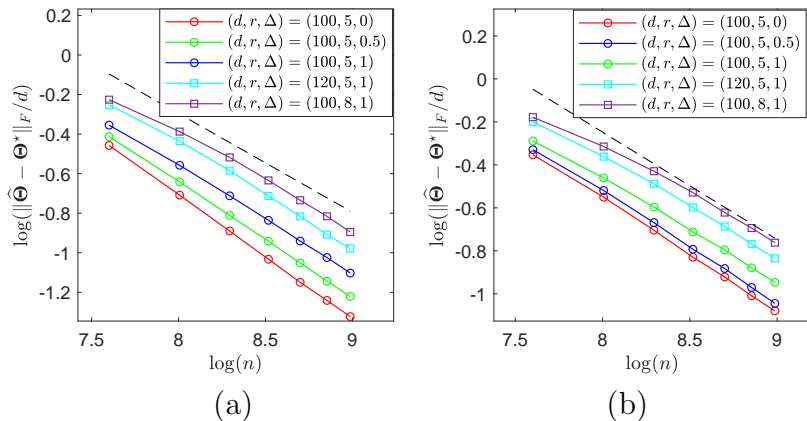 0.2
0
-0.2
-0.4
-0.6
-0.8
-1
-1.2
7.5 8 8.5 9
log(n)
log(‖Θ̂ − Θ⋆‖_F/d)
(d, r, Δ) = (100, 5, 0)
(d, r, Δ) = (100, 5, 0.5)
(d, r, Δ) = (100, 5, 1)
(d, r, Δ) = (120, 5, 1)
(d, r, Δ) = (100, 8, 1)
(a)
0.2
0
-0.2
-0.4
-0.6
-0.8
-1
7.5 8 8.5 9
log(n)
log(‖Θ̂ − Θ⋆‖_F/d)
(d, r, Δ) = (100, 5, 0)
(d, r, Δ) = (100, 5, 0.5)
(d, r, Δ) = (100, 5, 1)
(d, r, Δ) = (120, 5, 1)
(d, r, Δ) = (100, 8, 1)
(b)